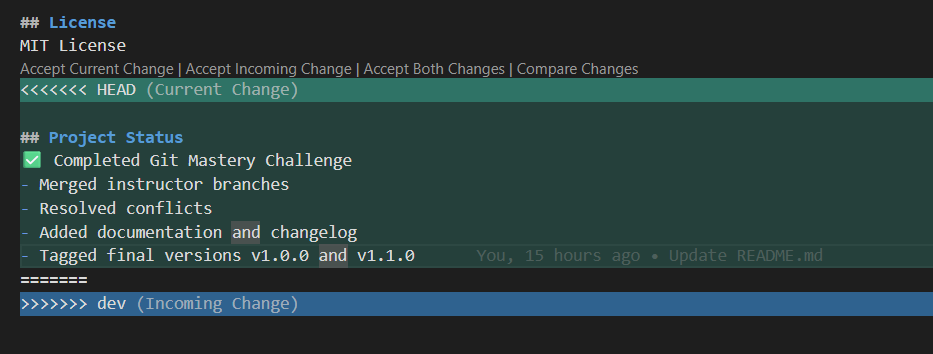 ## License
MIT License
Accept Current Change | Accept Incoming Change | Accept Both Changes | Compare Changes
<<<<<<< HEAD (Current Change)
## Project Status
✅ Completed Git Mastery Challenge
- Merged instructor branches
- Resolved conflicts
- Added documentation and changelog
- Tagged final versions v1.0.0 and v1.1.0 You, 15 hours ago • Update README.md
=======
>>>>>>> dev (Incoming Change)